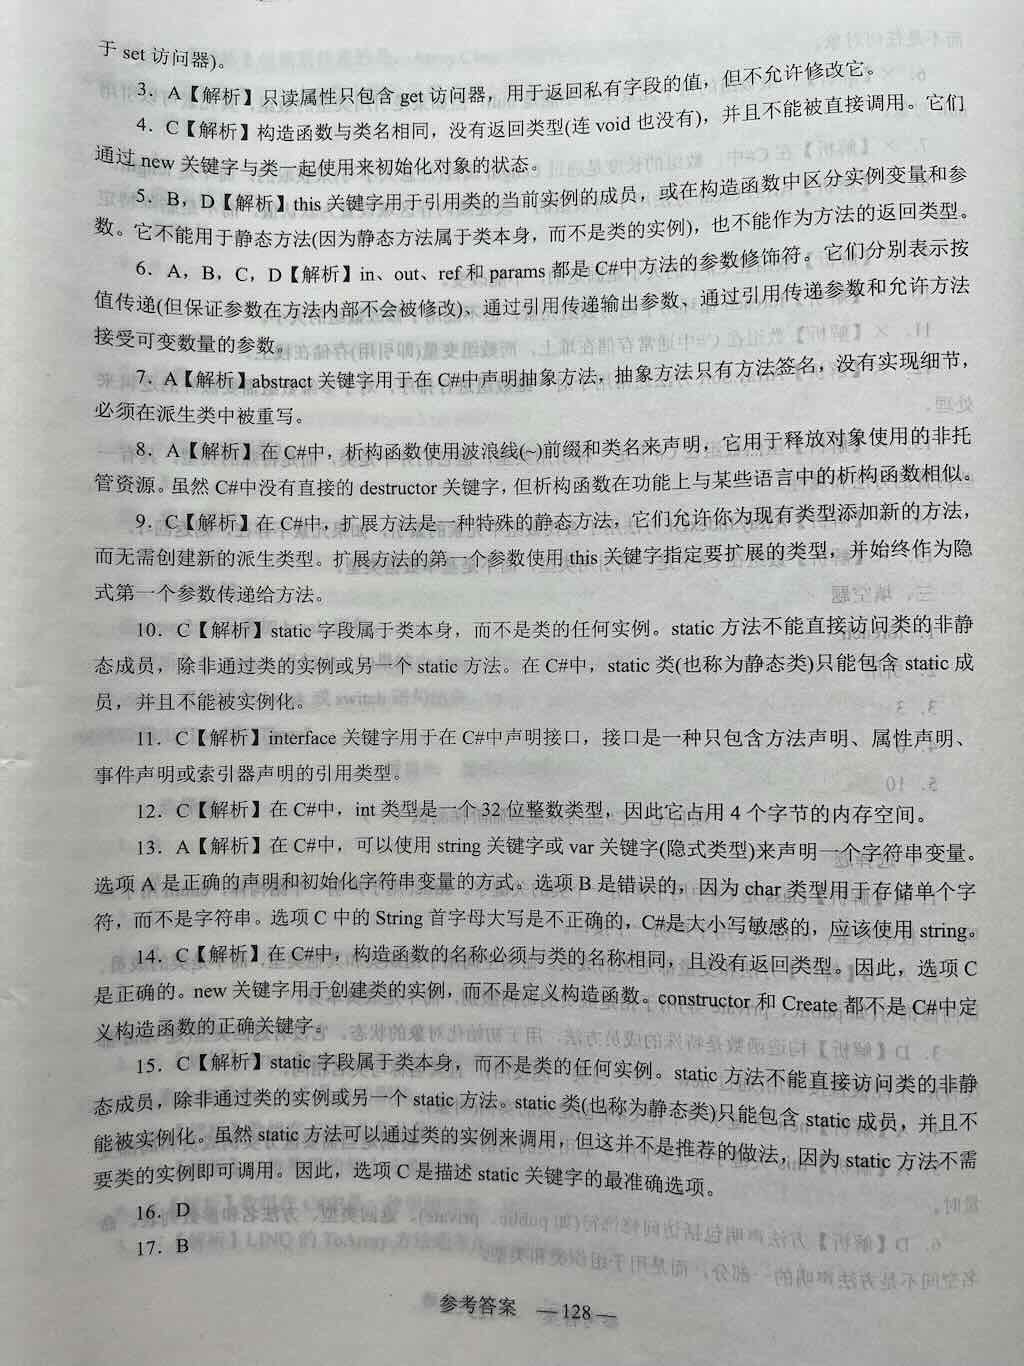 于 set 访问器)。
3．A【解析】只读属性只包含 get 访问器，用于返回私有字段的值，但不允许修改它。
4．C【解析】构造函数与类名相同，没有返回类型(连 void 也没有)，并且不能被直接调用。它们
通过 new 关键字与类一起使用来初始化对象的状态。
5．B，D【解析】this 关键字用于引用类的当前实例的成员，或在构造函数中区分实例变量和参
数。它不能用于静态方法(因为静态方法属于类本身，而不是类的实例)，也不能作为方法的返回类型。
6．A，B，C，D【解析】in、out、ref 和 params 都是 C#中方法的参数修饰符。它们分别表示按
值传递(但保证参数在方法内部不会被修改)、通过引用传递输出参数、通过引用传递参数和允许方法
接受可变数量的参数。
7．A【解析】abstract 关键字用于在 C#中声明抽象方法，抽象方法只有方法签名，没有实现细节，
必须在派生类中被重写。
8．A【解析】在 C#中，析构函数使用波浪线(~)前缀和类名来声明，它用于释放对象使用的非托
管资源。虽然 C#中没有直接的 destructor 关键字，但析构函数在功能上与某些语言中的析构函数相似。
9．C【解析】在 C#中，扩展方法是一种特殊的静态方法，它们允许你为现有类型添加新的方法，
而无需创建新的派生类型。扩展方法的第一个参数使用 this 关键字指定要扩展的类型，并始终作为隐
式第一个参数传递给方法。
10．C【解析】static 字段属于类本身，而不是类的任何实例。static 方法不能直接访问类的非静
态成员，除非通过类的实例或另一个 static 方法。在 C#中，static 类(也称为静态类)只能包含 static 成
员，并且不能被实例化。
11．C【解析】interface 关键字用于在 C#中声明接口，接口是一种只包含方法声明、属性声明、
事件声明或索引器声明的引用类型。
12．C【解析】在 C#中，int 类型是一个 32 位整数类型，因此它占用 4 个字节的内存空间。
13．A【解析】在 C#中，可以使用 string 关键字或 var 关键字(隐式类型)来声明一个字符串变量。
选项 A 是正确的声明和初始化字符串变量的方式。选项 B 是错误的，因为 char 类型用于存储单个字
符，而不是字符串。选项 C 中的 String 首字母大写是不正确的，C#是大小写敏感的，应该使用 string。
14．C【解析】在 C#中，构造函数的名称必须与类的名称相同，且没有返回类型。因此，选项 C
是正确的。new 关键字用于创建类的实例，而不是定义构造函数。constructor 和 Create 都不是 C#中定
义构造函数的正确关键字。
15．C【解析】static 字段属于类本身，而不是类的任何实例。static 方法不能直接访问类的非静
态成员，除非通过类的实例或另一个 static 方法。static 类(也称为静态类)只能包含 static 成员，并且不
能被实例化。虽然 static 方法可以通过类的实例来调用，但这并不是推荐的做法，因为 static 方法不需
要类的实例即可调用。因此，选项 C 是描述 static 关键字的最准确选项。
16．D
17．B
参考答案 —128—